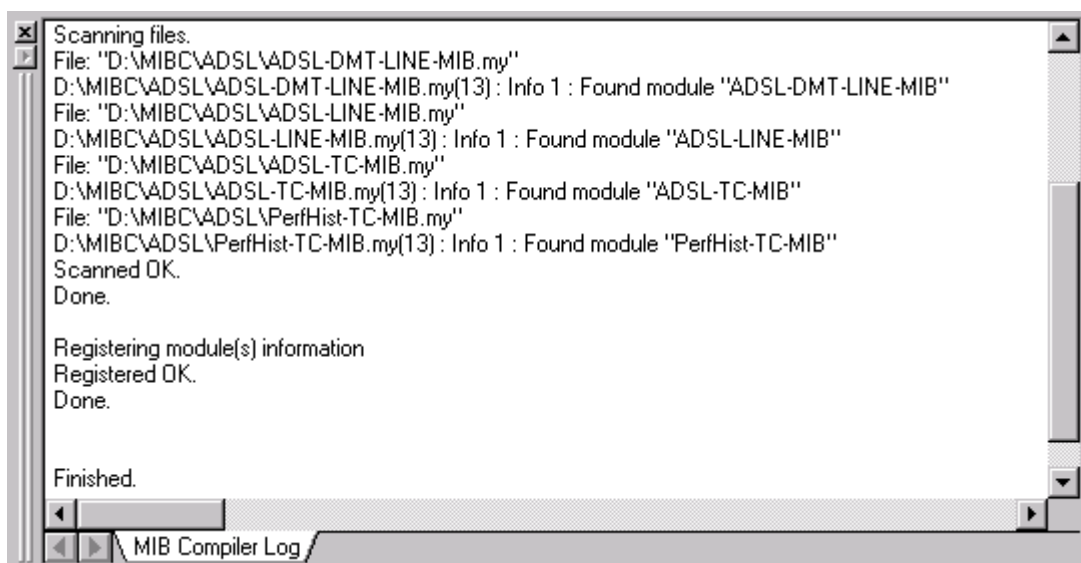 Scanning files.
File: "D:\MIBC\ADSL\ADSL-DMT-LINE-MIB.my"
D:\MIBC\ADSL\ADSL-DMT-LINE-MIB.my(13) : Info 1 : Found module "ADSL-DMT-LINE-MIB"
File: "D:\MIBC\ADSL\ADSL-LINE-MIB.my"
D:\MIBC\ADSL\ADSL-LINE-MIB.my(13) : Info 1 : Found module "ADSL-LINE-MIB"
File: "D:\MIBC\ADSL\ADSL-TC-MIB.my"
D:\MIBC\ADSL\ADSL-TC-MIB.my(13) : Info 1 : Found module "ADSL-TC-MIB"
File: "D:\MIBC\ADSL\PerfHist-TC-MIB.my"
D:\MIBC\ADSL\PerfHist-TC-MIB.my(13) : Info 1 : Found module "PerfHist-TC-MIB"
Scanned OK.
Done.
Registering module(s) information
Registered OK.
Done.
Finished.
MIB Compiler Log